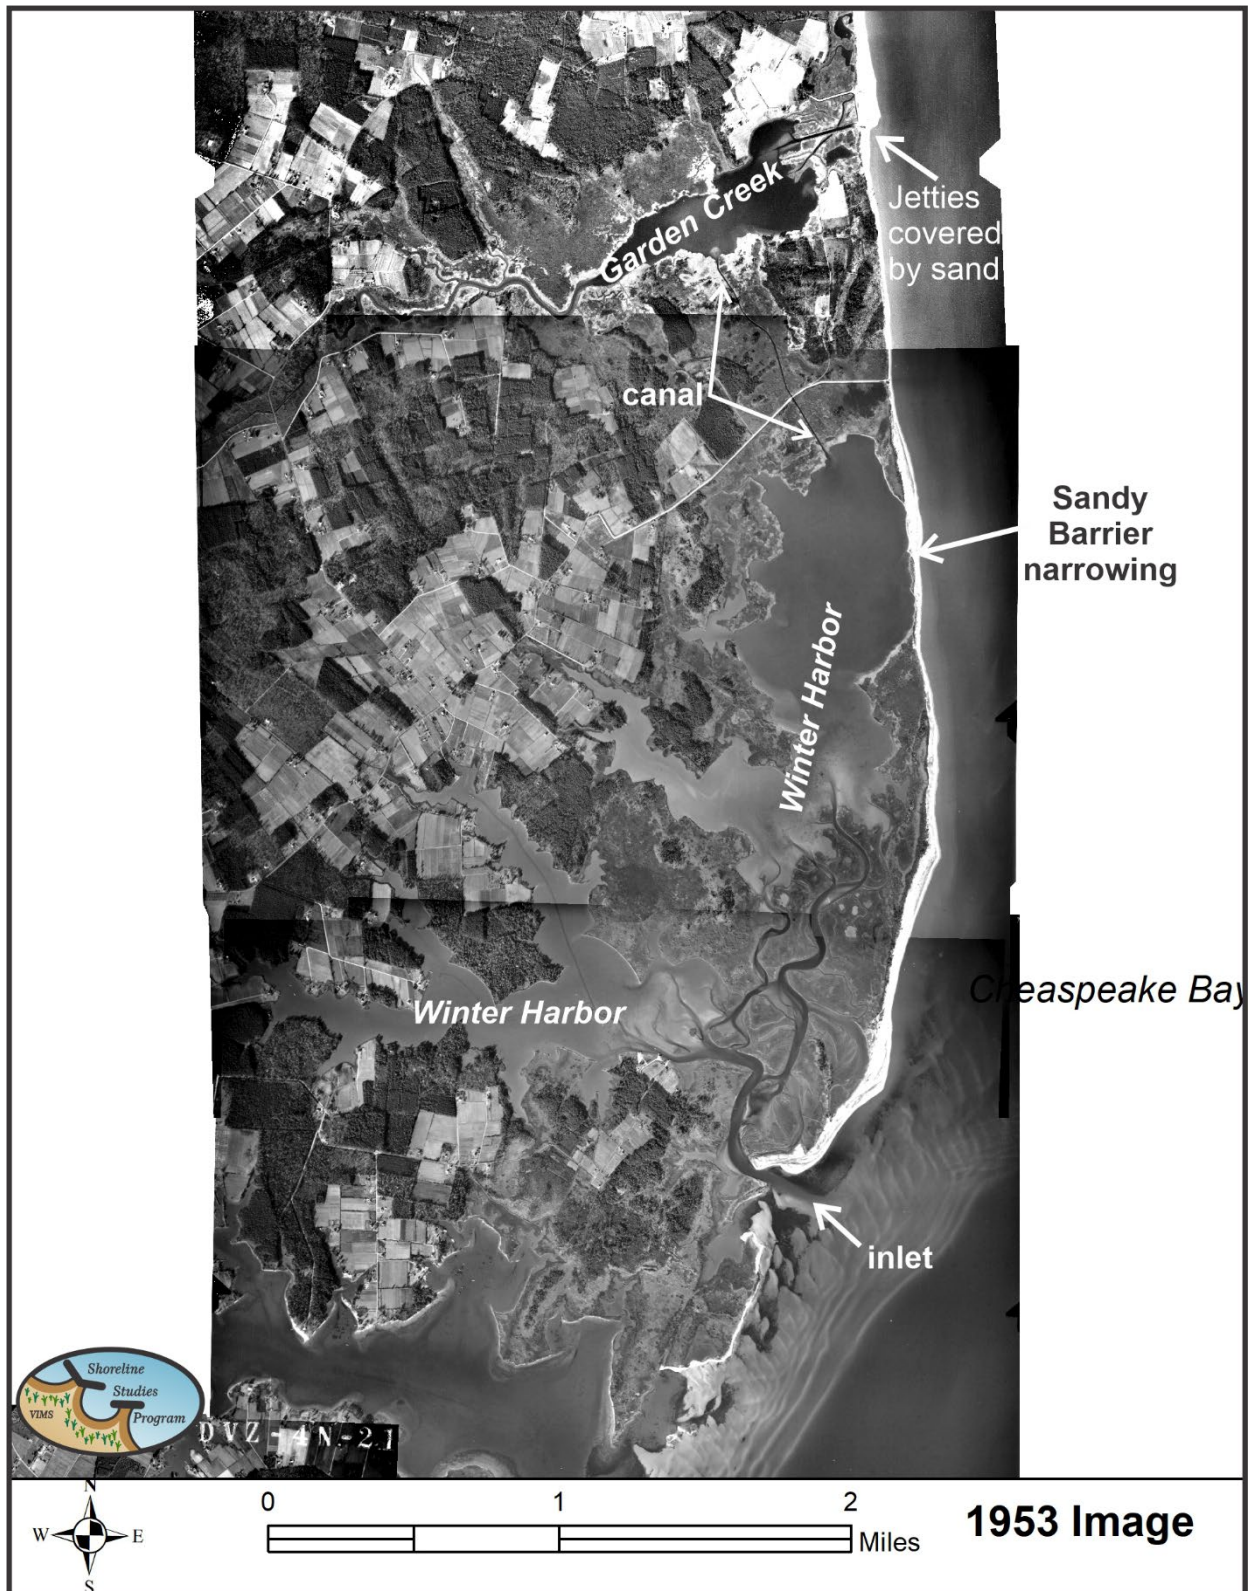 Garden Creek
Jetties
covered
by sand
canal
Sandy
Barrier
narrowing
Winter Harbor
Cheaspeake Bay
Winter Harbor
inlet
Shoreline
Studies
Program
VIMS
DVZ-4N-21
N
W E
S
0 1 2
Miles
1953 Image